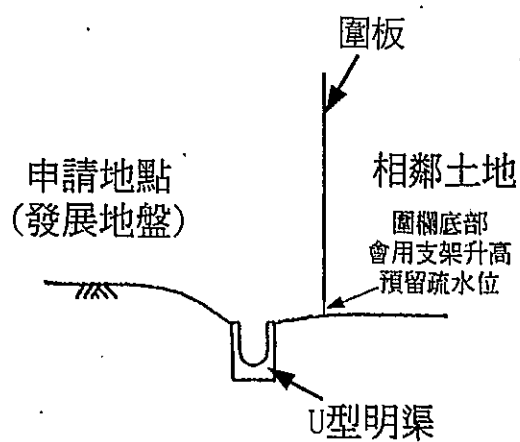 圍板
申請地點
(發展地盤)
相鄰土地
圍欄底部
會用支架升高
預留疏水位
U型明渠